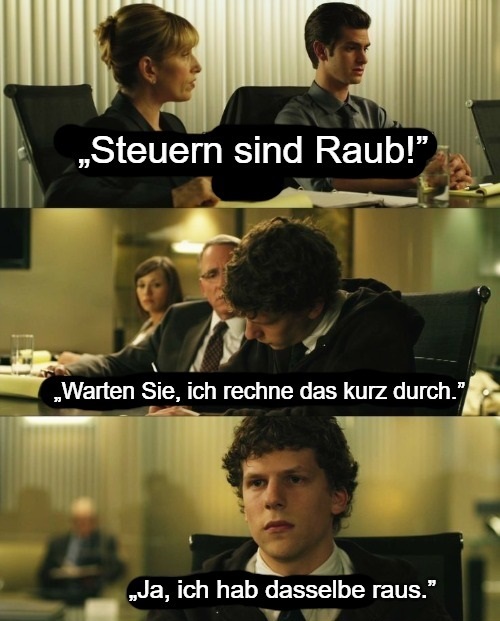 „Steuern sind Raub!”
„Warten Sie, ich rechne das kurz durch.”
„Ja, ich hab dasselbe raus.”